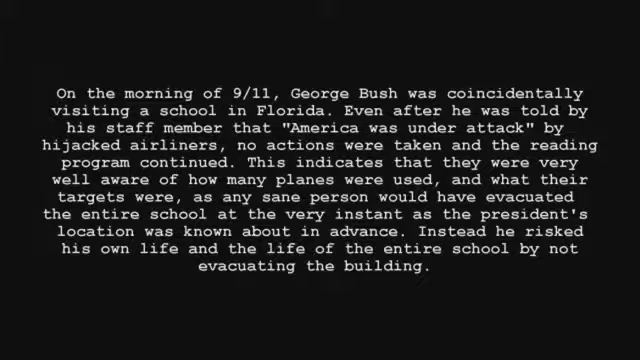 On the morning of 9/11, George Bush was coincidentally
visiting a school in Florida. Even after he was told by
his staff member that "America was under attack" by
hijacked airliners, no actions were taken and the reading
program continued. This indicates that they were very
well aware of how many planes were used, and what their
targets were, as any sane person would have evacuated
the entire school at the very instant as the president's
location was known about in advance. Instead he risked
his own life and the life of the entire school by not
evacuating the building.